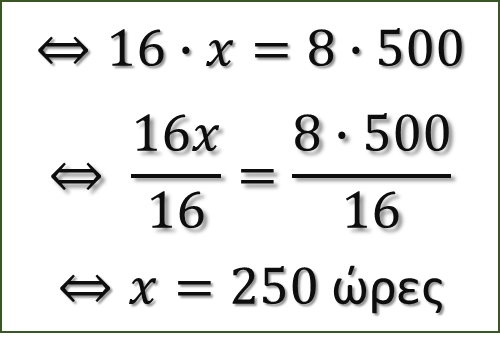 ⇔ 16 · x = 8 · 500
⇔ 16x/16 = 8 · 500/16
⇔ x = 250 ώρες